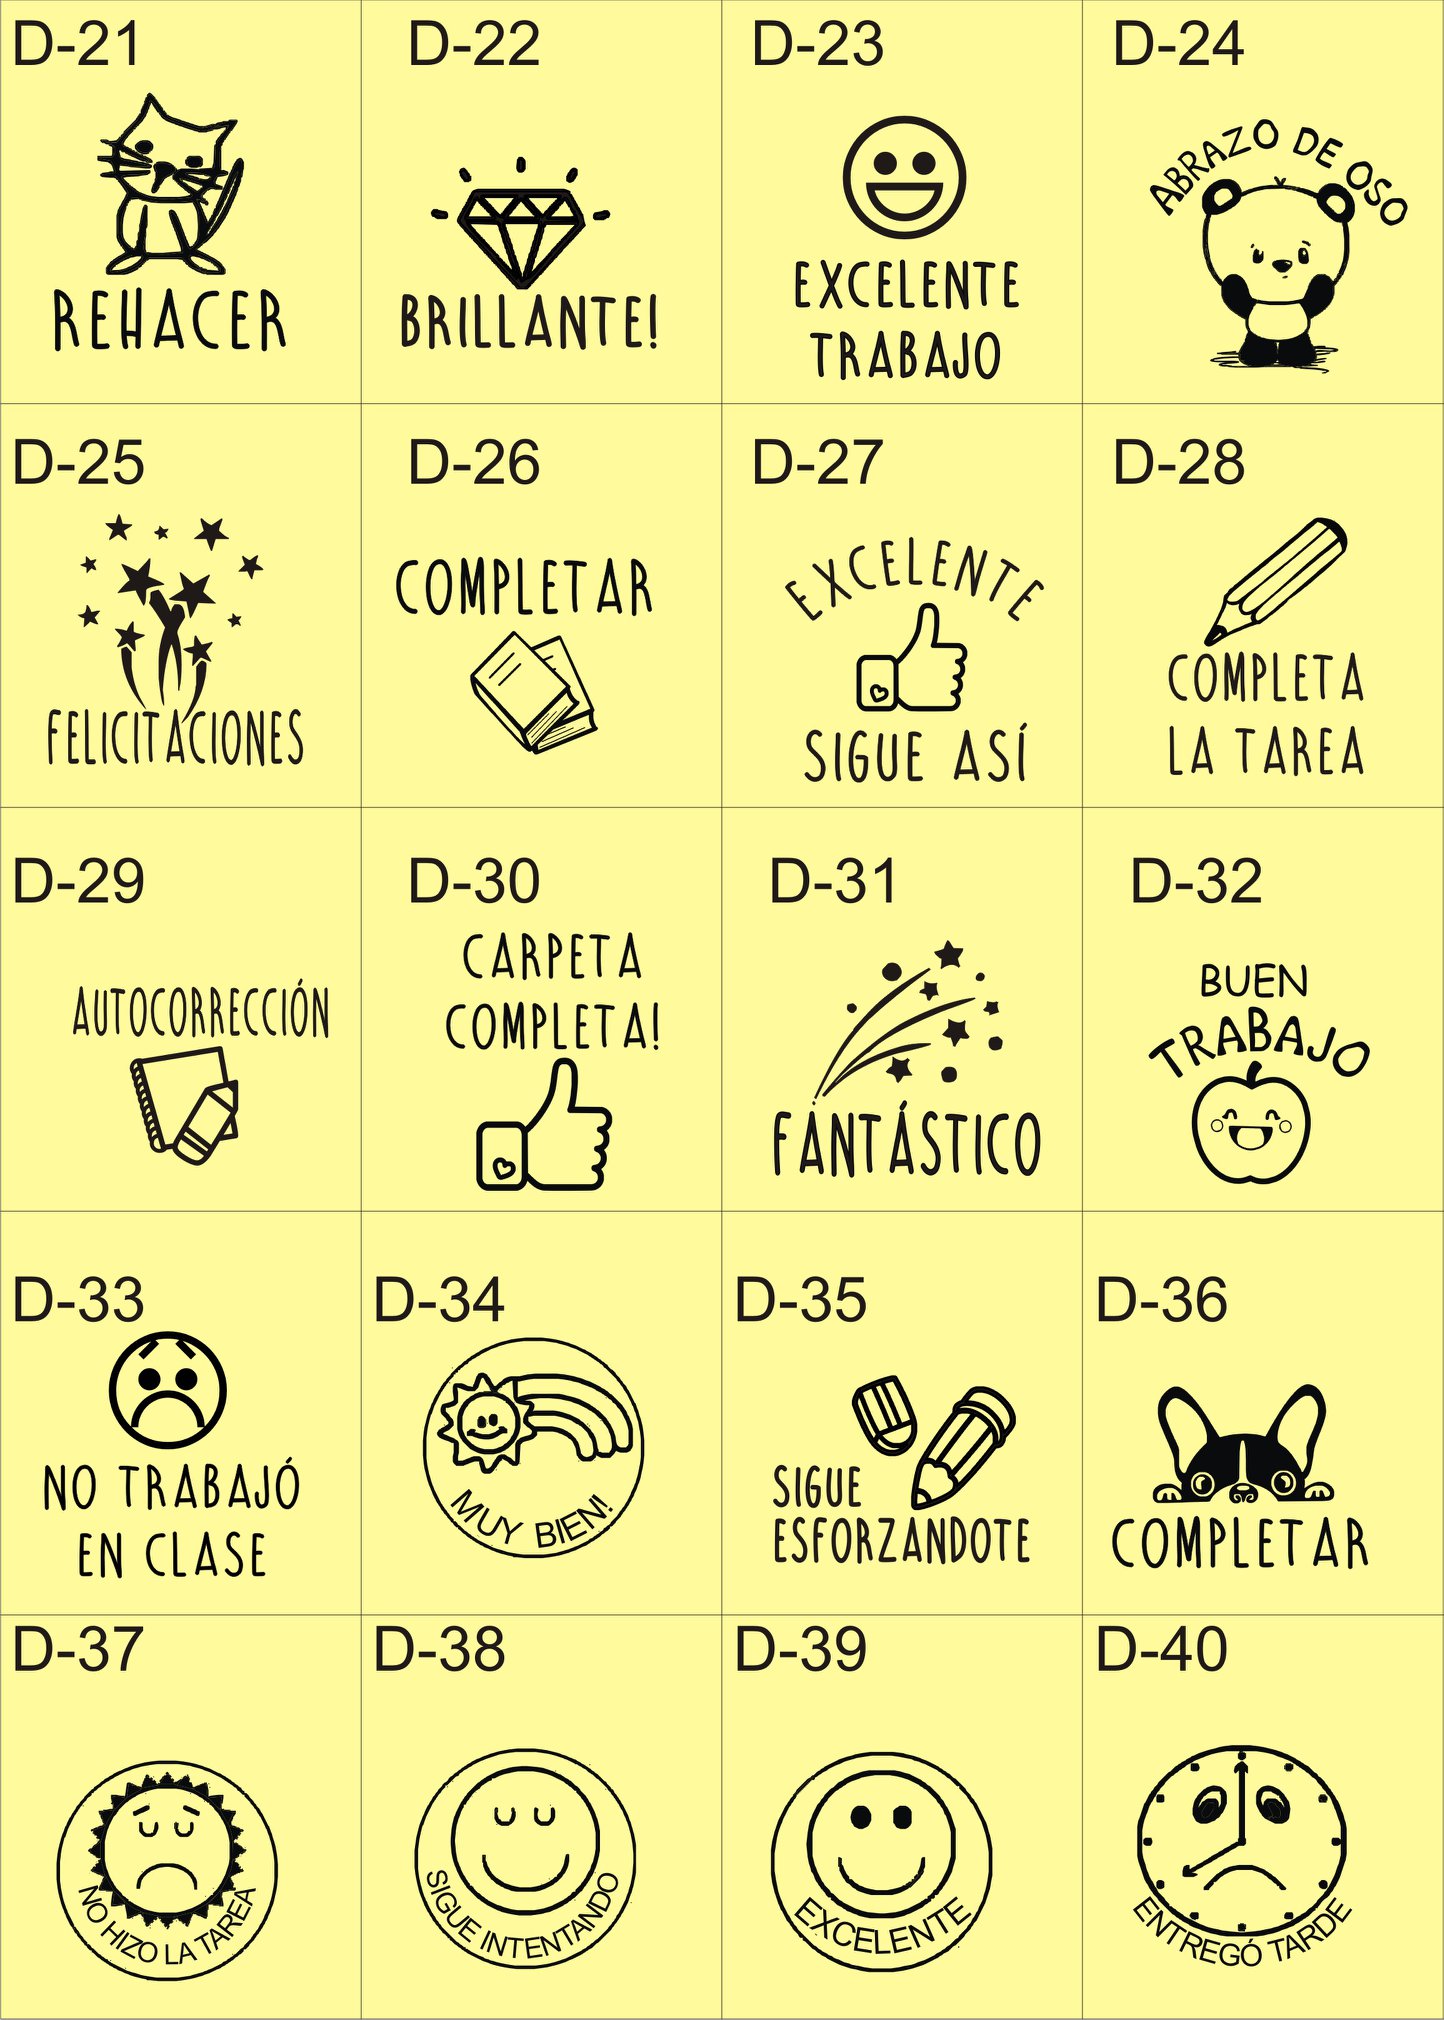 D-21
REHACER
D-22
BRILLANTE!
D-23
EXCELENTE
TRABAJO
D-24
ABRAZO DE OSO
D-25
FELICITACIONES
D-26
COMPLETAR
D-27
EXCELENTE
SIGUE ASÍ
D-28
COMPLETA
LA TAREA
D-29
AUTOCORRECCIÓN
D-30
CARPETA
COMPLETA!
D-31
FANTÁSTICO
D-32
BUEN
TRABAJO
D-33
NO TRABAJÓ
EN CLASE
D-34
MUY BIEN!
D-35
SIGUE
ESFORZANDOTE
D-36
COMPLETAR
D-37
NO HIZO LA TAREA
D-38
SIGUE INTENTANDO
D-39
EXCELENTE
D-40
ENTREGÓ TARDE